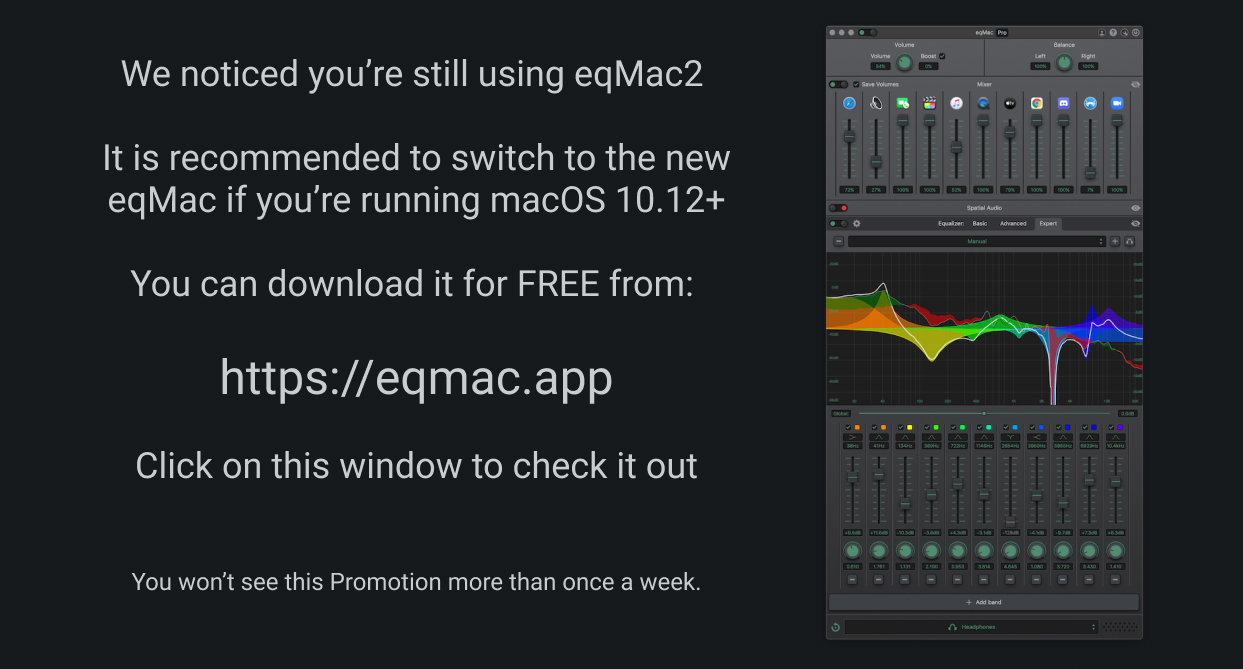 We noticed you’re still using eqMac2
It is recommended to switch to the new
eqMac if you’re running macOS 10.12+
You can download it for FREE from:
https://eqmac.app
Click on this window to check it out
You won’t see this Promotion more than once a week.
eqMac Pro
Volume
Balance
Volume Boost
Left Right
64% 0%
100% 100%
Save Volumes Mixer
72% 27% 100% 100% 52% 100% 79% 100% 100% 7% 100%
Spatial Audio
Equalizer: Basic Advanced Expert
Manual
Global
Add band
Headphones